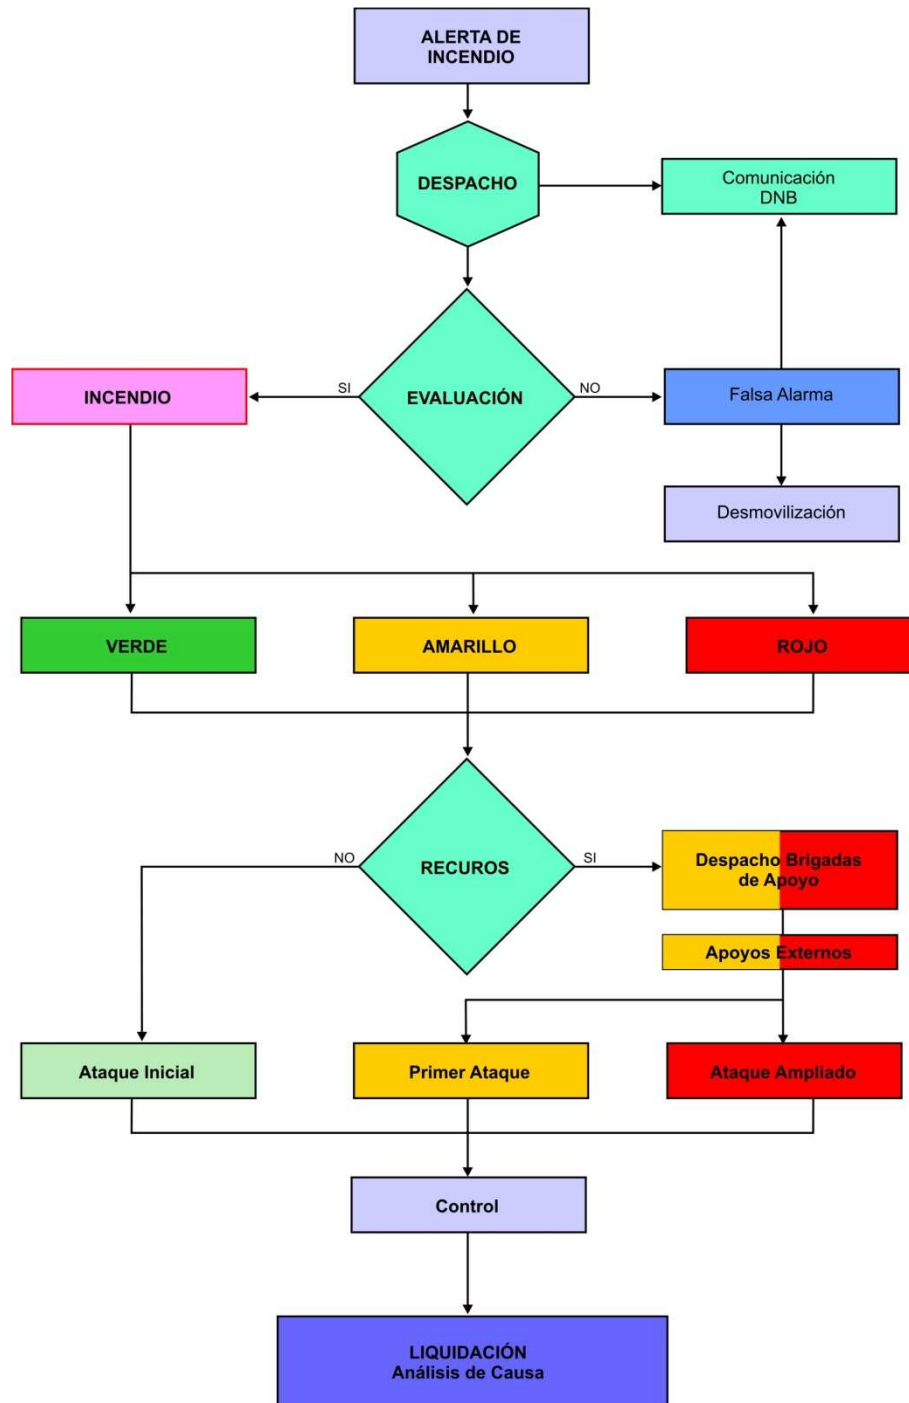 ALERTA DE
INCENDIO
DESPACHO
Comunicación
DNB
INCENDIO
SI
EVALUACIÓN
NO
Falsa Alarma
Desmovilización
VERDE
AMARILLO
ROJO
NO
RECUROS
SI
Despacho Brigadas
de Apoyo
Apoyos Externos
Ataque Inicial
Primer Ataque
Ataque Ampliado
Control
LIQUIDACIÓN
Análisis de Causa